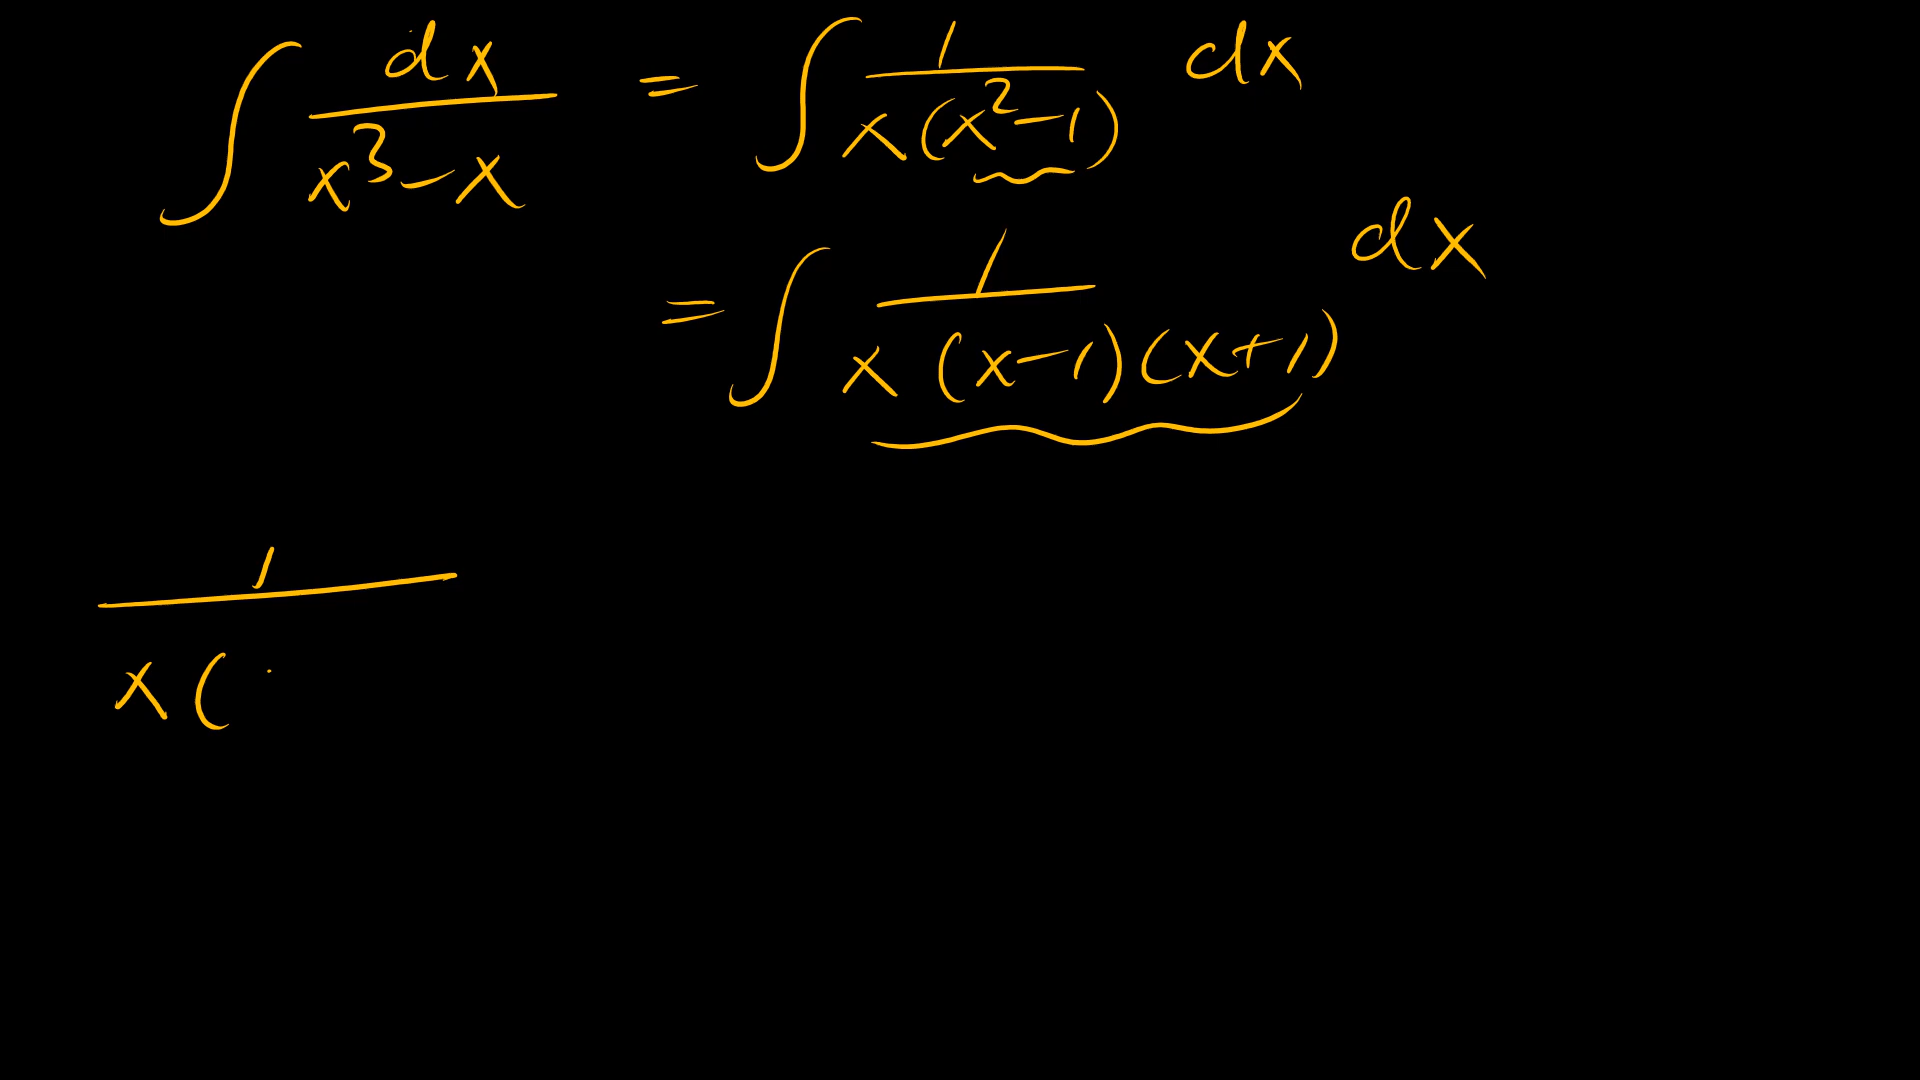 ∫ dx / (x³ - x) = ∫ 1 / (x(x² - 1)) dx
= ∫ 1 / (x (x - 1)(x + 1)) dx
1 / x(